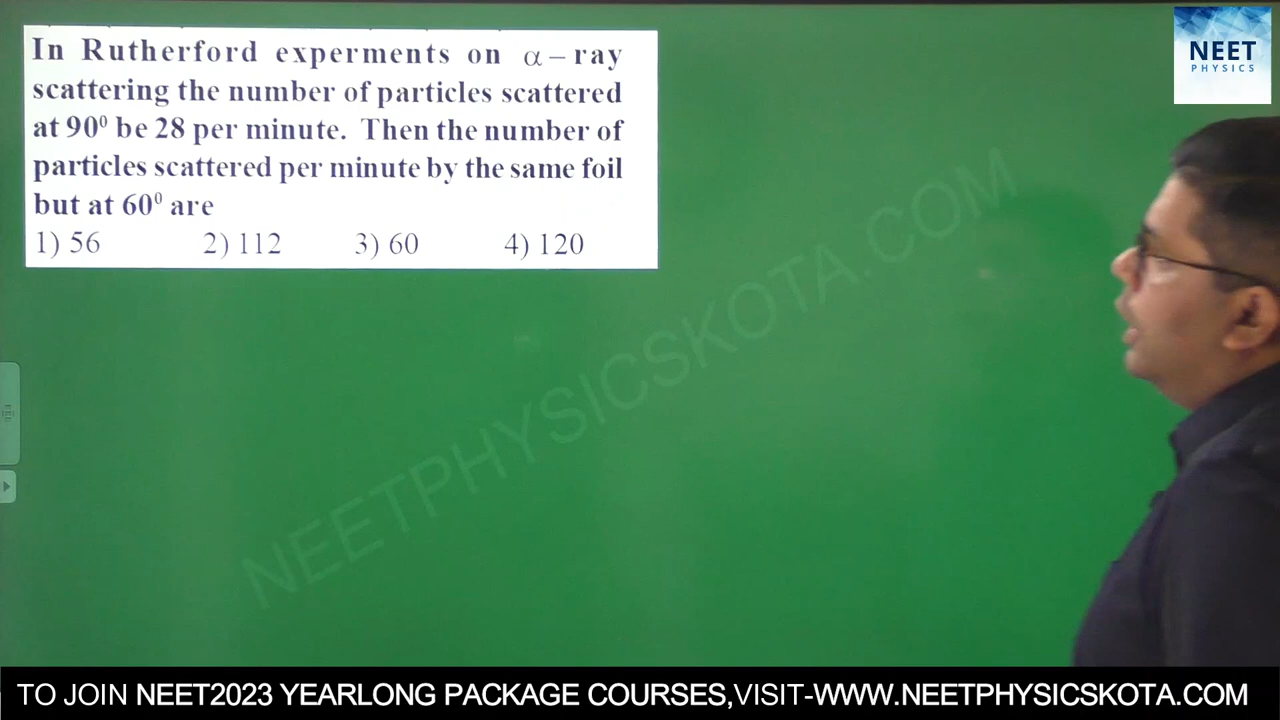 In Rutherford experments on α – ray
scattering the number of particles scattered
at 90⁰ be 28 per minute. Then the number of
particles scattered per minute by the same foil
but at 60⁰ are
1) 56 2) 112 3) 60 4) 120
NEET
PHYSICS
NEETPHYSICSKOTA.COM
TO JOIN NEET2023 YEARLONG PACKAGE COURSES,VISIT-WWW.NEETPHYSICSKOTA.COM